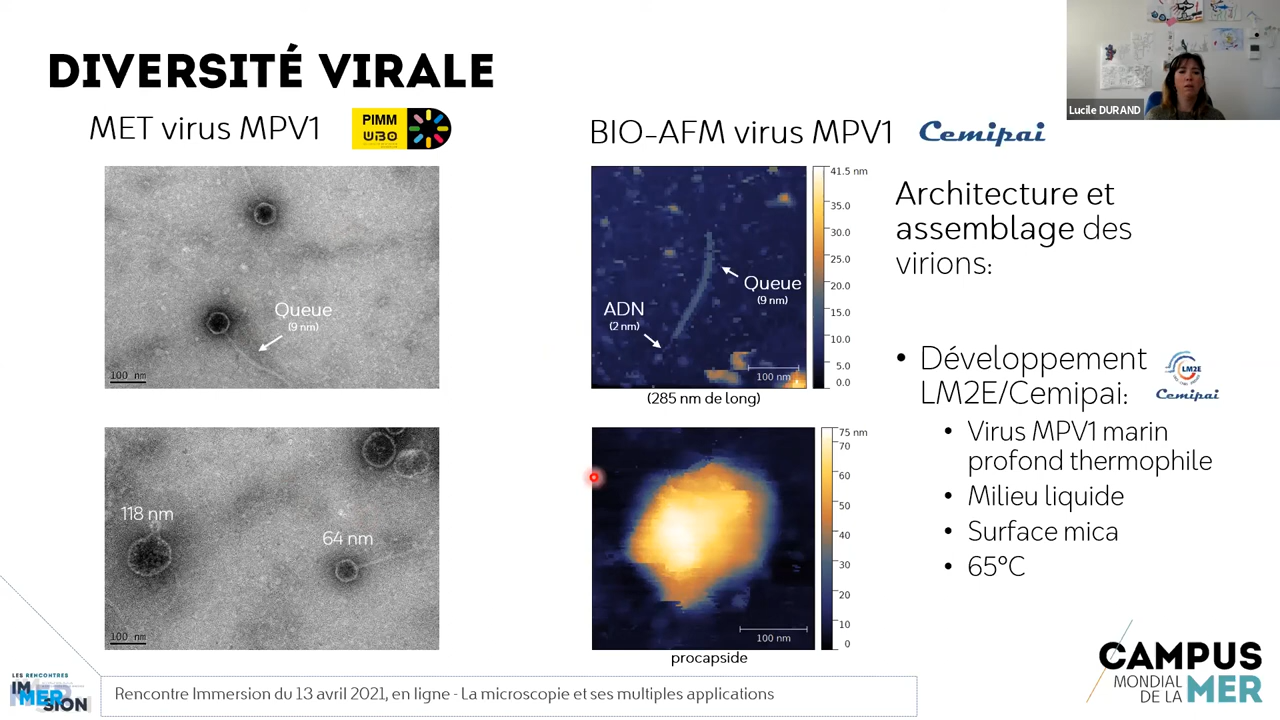 DIVERSITÉ VIRALE
Lucile DURAND
MET virus MPV1
PIMM
UBO
BIO-AFM virus MPV1
Cemipai
100 nm
Queue
(9 nm)
ADN
(2 nm)
Queue
(9 nm)
100 nm
(285 nm de long)
41.5 nm
35.0
30.0
25.0
20.0
15.0
10.0
5.0
0.0
118 nm
64 nm
100 nm
100 nm
procapside
75 nm
70
60
50
40
30
20
10
0
Architecture et
assemblage des
virions:
• Développement
LM2E/Cemipai:
LM2E
Cemipai
• Virus MPV1 marin
profond thermophile
• Milieu liquide
• Surface mica
• 65°C
LES RENCONTRES
IM
MER
SION
Rencontre Immersion du 13 avril 2021, en ligne - La microscopie et ses multiples applications
CAMPUS
MONDIAL
DE LA MER